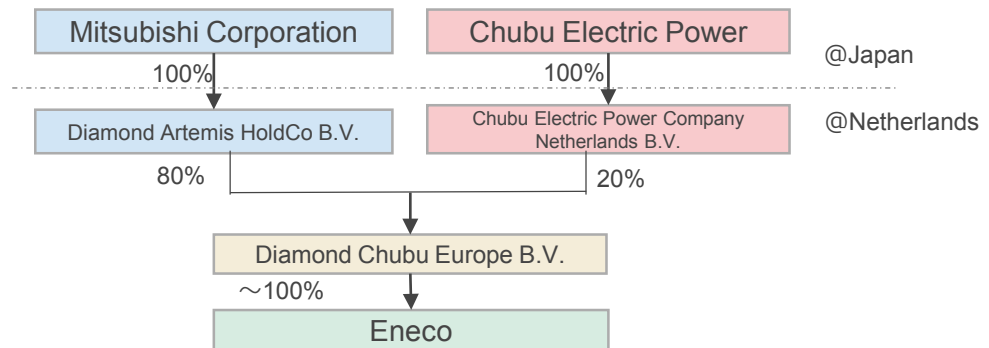 Mitsubishi Corporation
Chubu Electric Power
@Japan
100%
100%
Diamond Artemis HoldCo B.V.
Chubu Electric Power Company
Netherlands B.V.
@Netherlands
80%
20%
Diamond Chubu Europe B.V.
～100%
Eneco